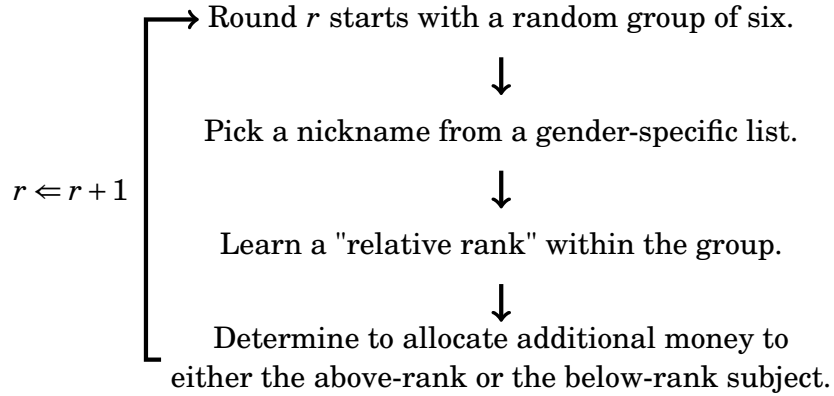 Round r starts with a random group of six.
Pick a nickname from a gender-specific list.
r ⇐ r + 1
Learn a "relative rank" within the group.
Determine to allocate additional money to
either the above-rank or the below-rank subject.